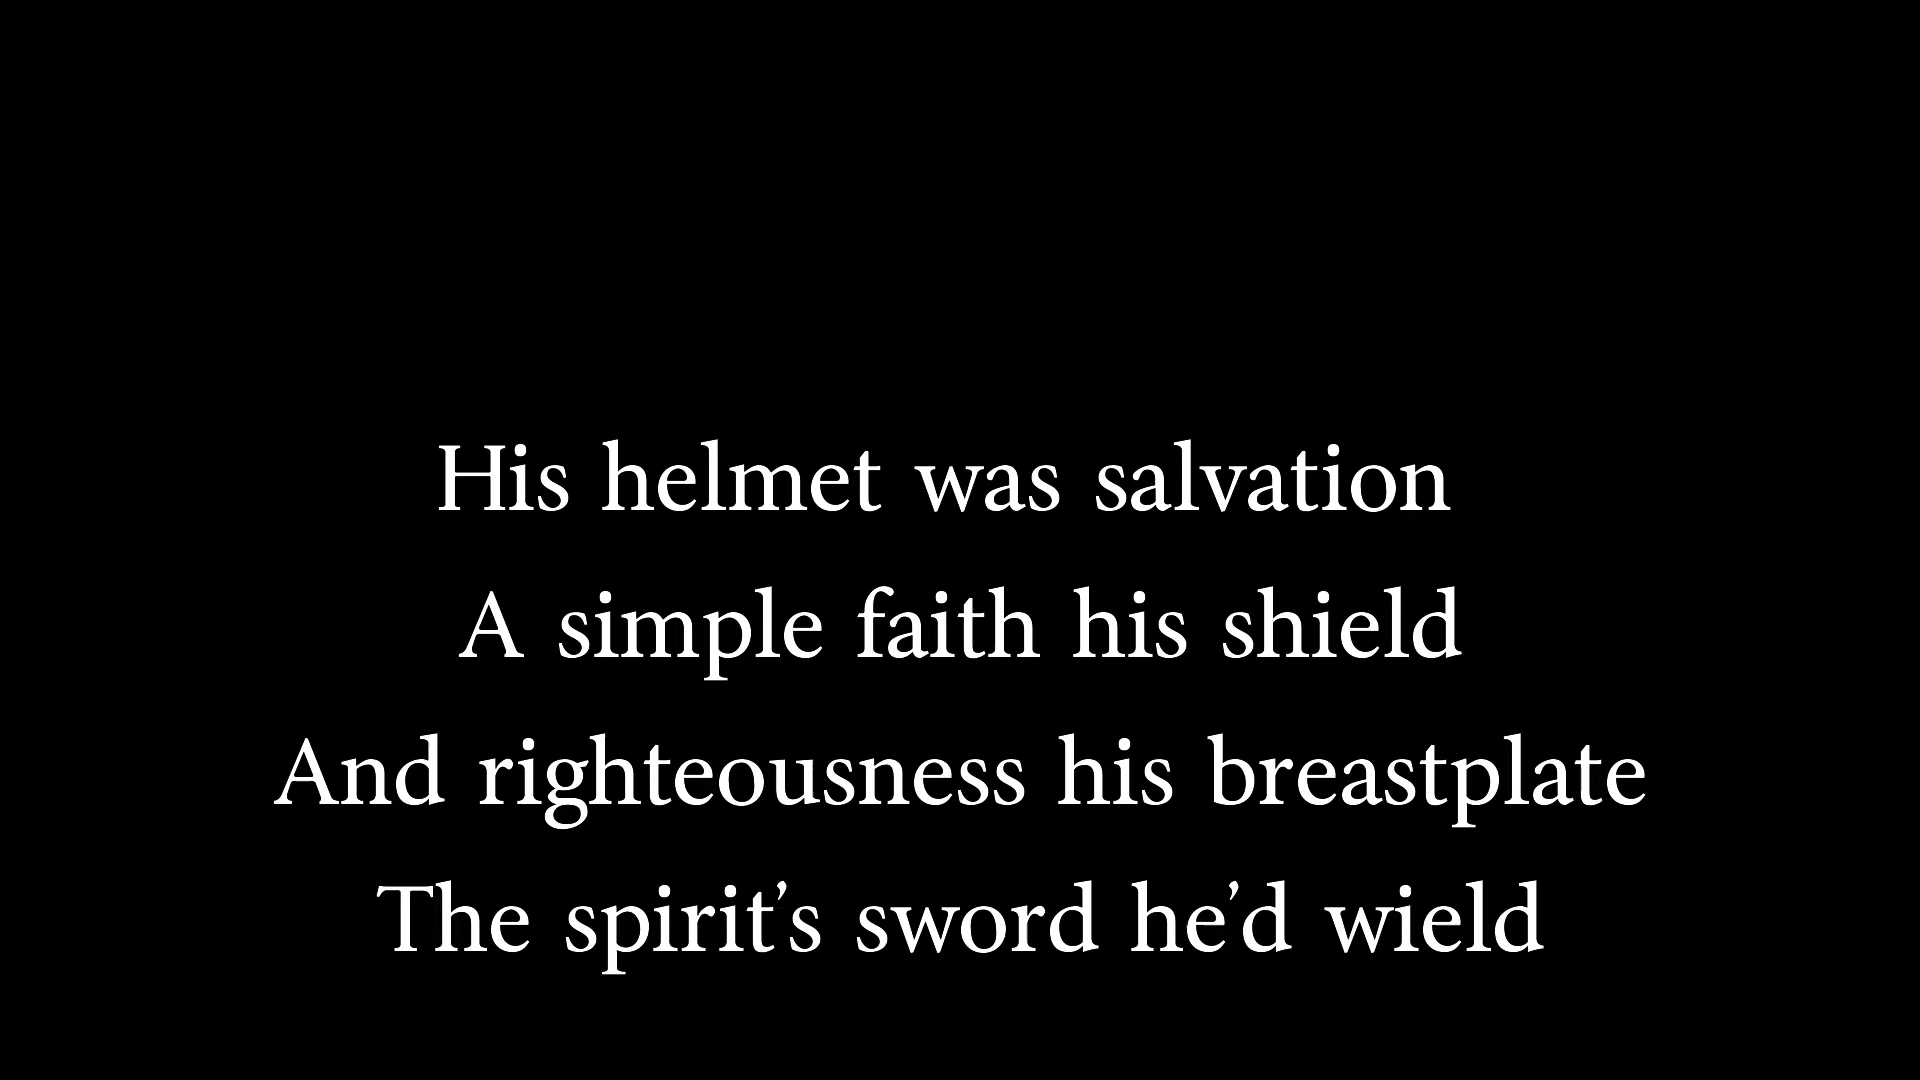 His helmet was salvation
A simple faith his shield
And righteousness his breastplate
The spirit’s sword he’d wield